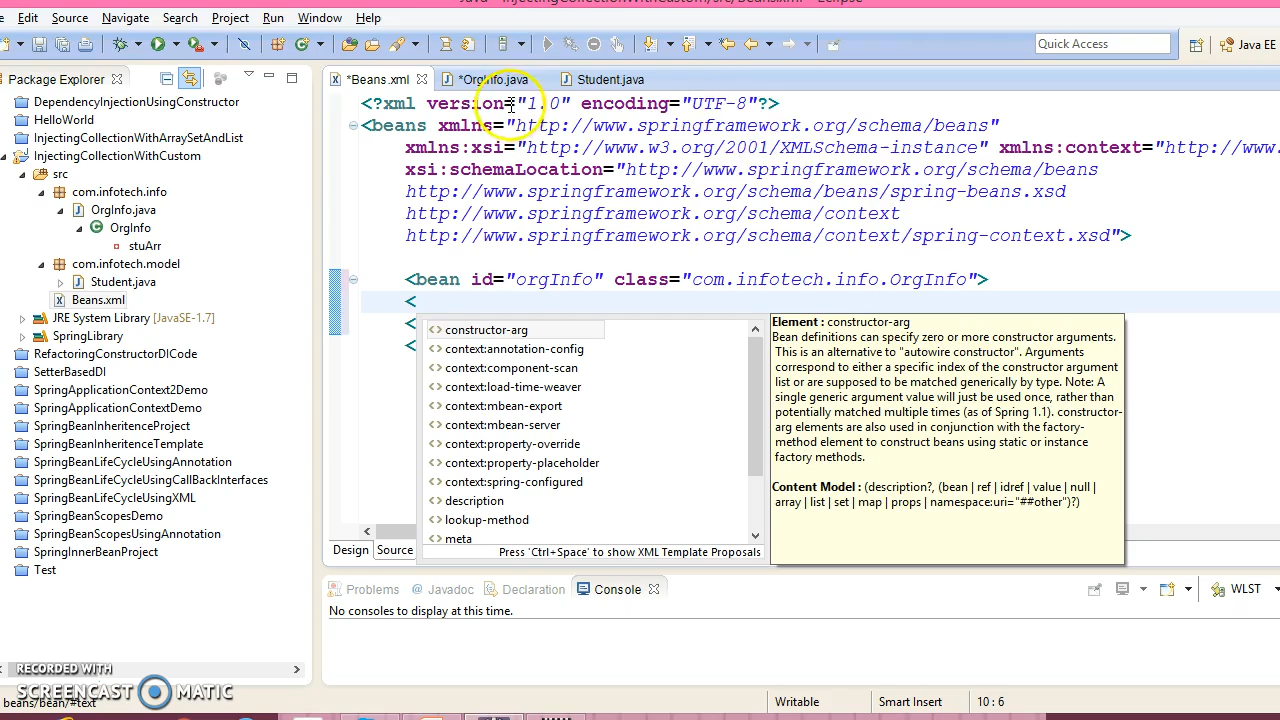 Java - InjectingCollectionWithCustom/src/Beans.xml - Eclipse
Source Navigate Search Project Run Window Help
Quick Access
Java EE
Package Explorer
*Beans.xml *OrgInfo.java Student.java
DependencyInjectionUsingConstructor
HelloWorld
InjectingCollectionWithArraySetAndList
InjectingCollectionWithCustom
src
com.infotech.info
OrgInfo.java
OrgInfo
stuArr
com.infotech.model
Student.java
Beans.xml
JRE System Library [JavaSE-1.7]
SpringLibrary
RefactoringConstructorDICode
SetterBasedDI
SpringApplicationContext2Demo
SpringApplicationContextDemo
SpringBeanInheritenceProject
SpringBeanInheritenceTemplate
SpringBeanLifeCycleUsingAnnotation
SpringBeanLifeCycleUsingCallBackInterfaces
SpringBeanLifeCycleUsingXML
SpringBeanScopesDemo
SpringBeanScopesUsingAnnotation
SpringInnerBeanProject
Test
<?xml version="1.0" encoding="UTF-8"?>
<beans xmlns="http://www.springframework.org/schema/beans"
xmlns:xsi="http://www.w3.org/2001/XMLSchema-instance" xmlns:context="http://www.
xsi:schemaLocation="http://www.springframework.org/schema/beans
http://www.springframework.org/schema/beans/spring-beans.xsd
http://www.springframework.org/schema/context
http://www.springframework.org/schema/context/spring-context.xsd">
<bean id="orgInfo" class="com.infotech.info.OrgInfo">
<
<
<
<> constructor-arg
<> context:annotation-config
<> context:component-scan
<> context:load-time-weaver
<> context:mbean-export
<> context:mbean-server
<> context:property-override
<> context:property-placeholder
<> context:spring-configured
<> description
<> lookup-method
<> meta
Press 'Ctrl+Space' to show XML Template Proposals
Element : constructor-arg
Bean definitions can specify zero or more constructor arguments.
This is an alternative to "autowire constructor". Arguments
correspond to either a specific index of the constructor argument
list or are supposed to be matched generically by type. Note: A
single generic argument value will just be used once, rather than
potentially matched multiple times (as of Spring 1.1). constructor-
arg elements are also used in conjunction with the factory-
method element to construct beans using static or instance
factory methods.
Content Model : (description?, (bean | ref | idref | value | null |
array | list | set | map | props | namespace:uri="##other")?)
Design Source
Problems @ Javadoc Declaration Console
WLST
No consoles to display at this time.
RECORDED WITH
SCREENCAST MATIC
beans/bean/#text
Writable
Smart Insert
10 : 6